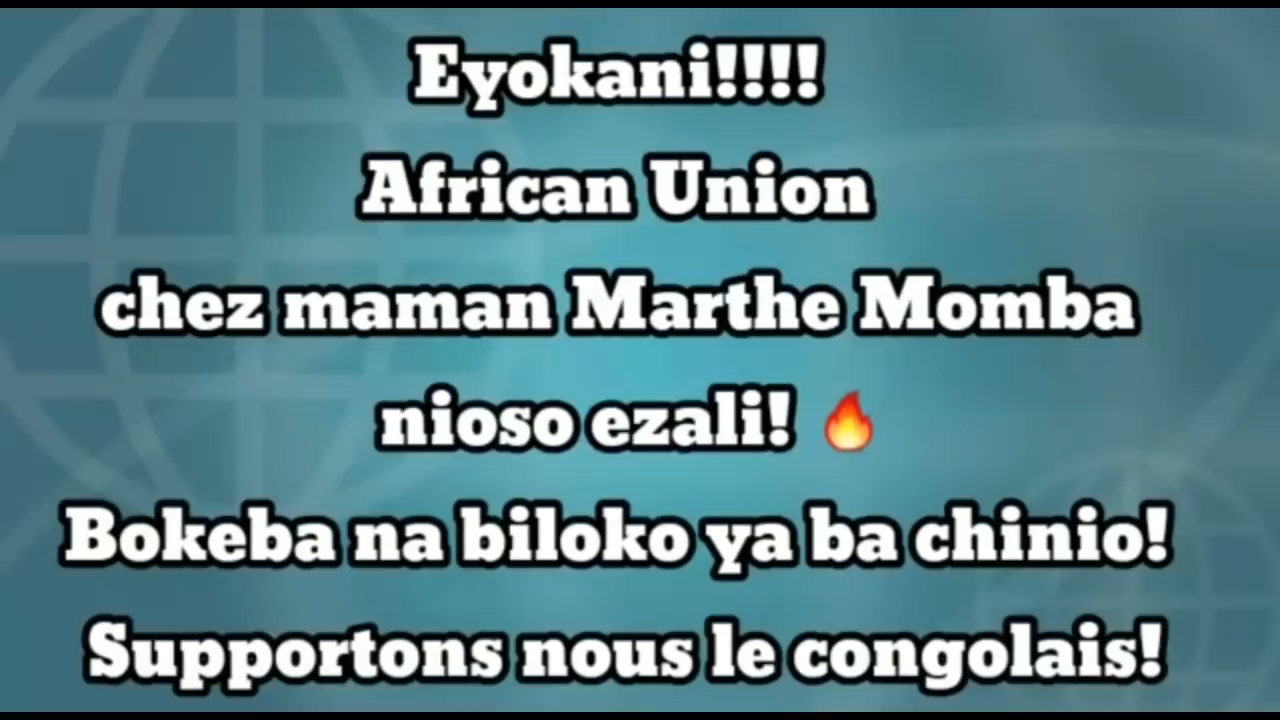 Eyokani!!!!
African Union
chez maman Marthe Momba
nioso ezali! 🔥
Bokeba na biloko ya ba chinio!
Supportons nous le congolais!